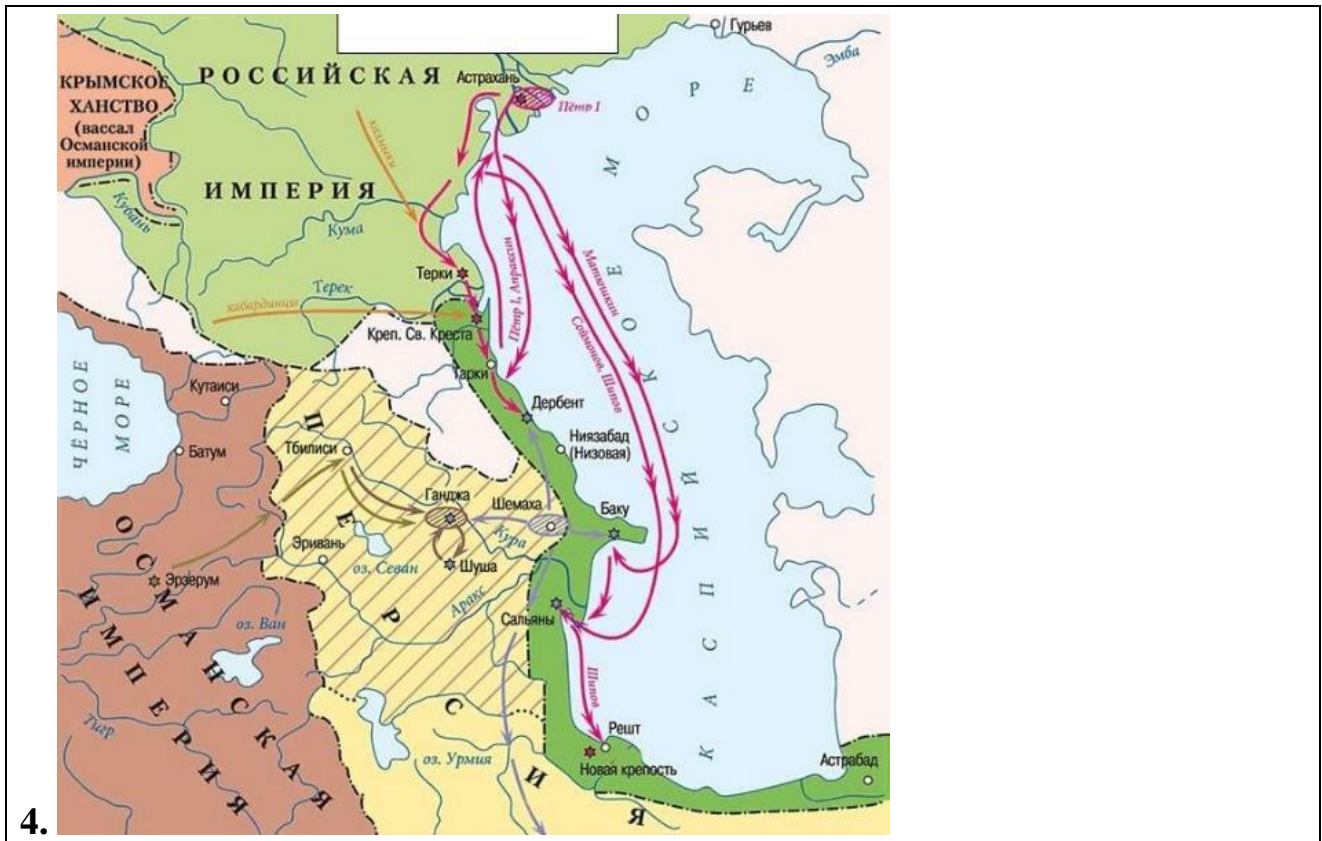 4.
Гурьев
Эмба
КРЫМСКОЕ
ХАНСТВО
(вассал
Османской
империи)
РОССИЙСКАЯ
ИМПЕРИЯ
Астрахань
Пётр I
калмыки
Кубань
Кума
Терки
Терек
кабардинцы
Креп. Св. Креста
Пётр I, Апраксин
Матюшкин
Соймонов, Шипов
КАСПИЙСКОЕ МОРЕ
Тарки
ЧЁРНОЕ
МОРЕ
Кутаиси
Дербент
Батум
Тбилиси
Ниязабад
(Низовая)
Ганджа
Шемаха
Баку
Кура
Эривань
оз. Севан
Шуша
Эрзерум
Аракс
Сальяны
ОСМАНСКАЯ
ИМПЕРИЯ
оз. Ван
ПЕРСИЯ
Шипов
Тигр
оз. Урмия
Решт
Новая крепость
Астрабад